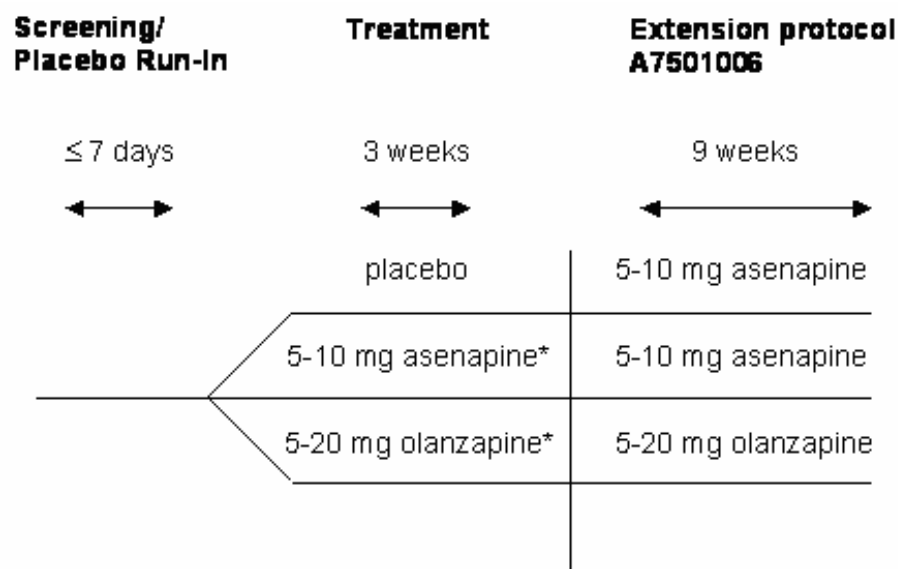 Screening/
Placebo Run-In
Treatment
Extension protocol
A7501006
≤ 7 days
3 weeks
9 weeks
placebo
5-10 mg asenapine
5-10 mg asenapine*
5-10 mg asenapine
5-20 mg olanzapine*
5-20 mg olanzapine